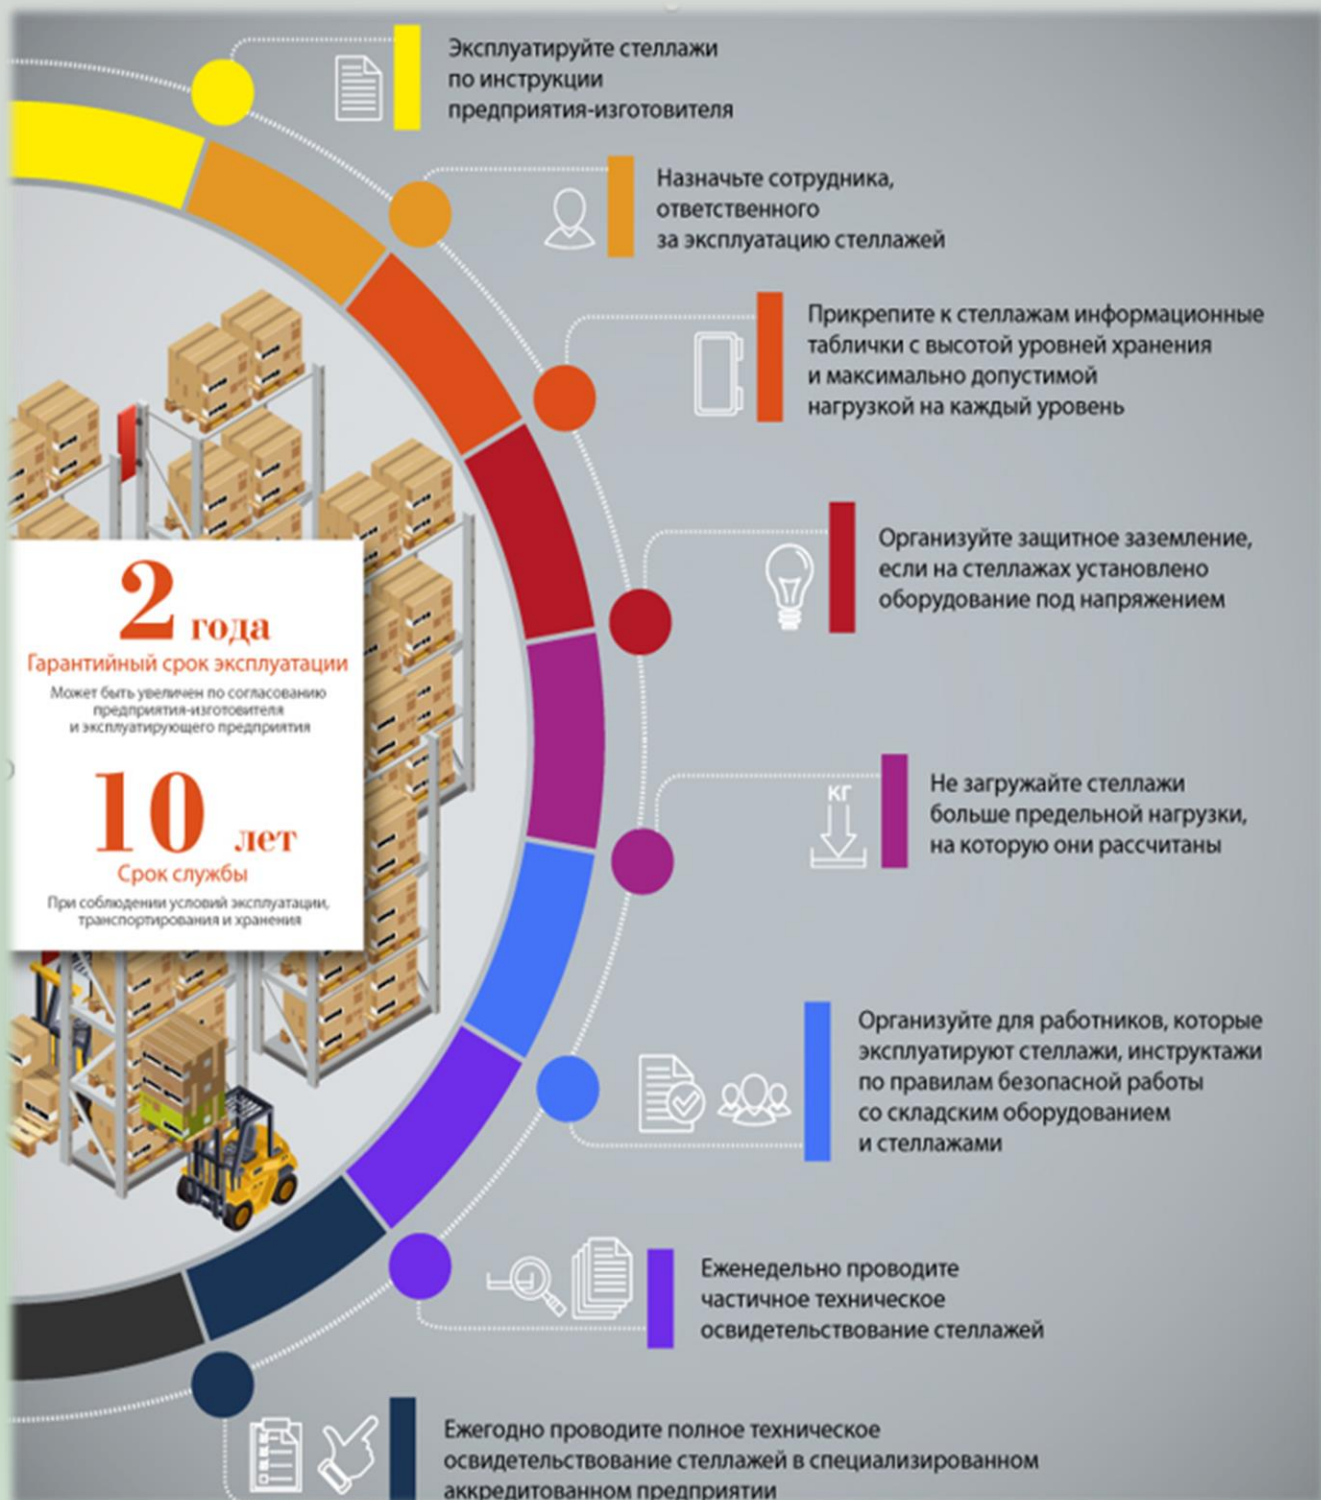 Эксплуатируйте стеллажи
по инструкции
предприятия-изготовителя
Назначьте сотрудника,
ответственного
за эксплуатацию стеллажей
Прикрепите к стеллажам информационные
таблички с высотой уровней хранения
и максимально допустимой
нагрузкой на каждый уровень
Организуйте защитное заземление,
если на стеллажах установлено
оборудование под напряжением
2 года
Гарантийный срок эксплуатации
Может быть увеличен по согласованию
предприятия-изготовителя
и эксплуатирующего предприятия
10 лет
Срок службы
При соблюдении условий эксплуатации,
транспортирования и хранения
кг
Не загружайте стеллажи
больше предельной нагрузки,
на которую они рассчитаны
Организуйте для работников, которые
эксплуатируют стеллажи, инструктажи
по правилам безопасной работы
со складским оборудованием
и стеллажами
Еженедельно проводите
частичное техническое
освидетельствование стеллажей
Ежегодно проводите полное техническое
освидетельствование стеллажей в специализированном
аккредитованном предприятии